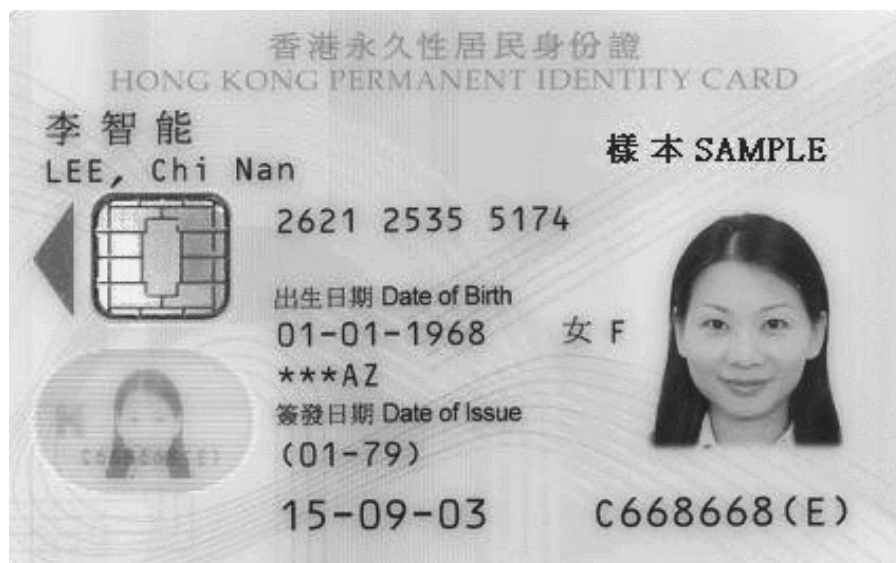 香港永久性居民身份證
HONG KONG PERMANENT IDENTITY CARD
李智能
LEE, Chi Nan
樣本 SAMPLE
2621 2535 5174
出生日期 Date of Birth
01-01-1968
女 F
***AZ
簽發日期 Date of Issue
(01-79)
15-09-03
C668668(E)